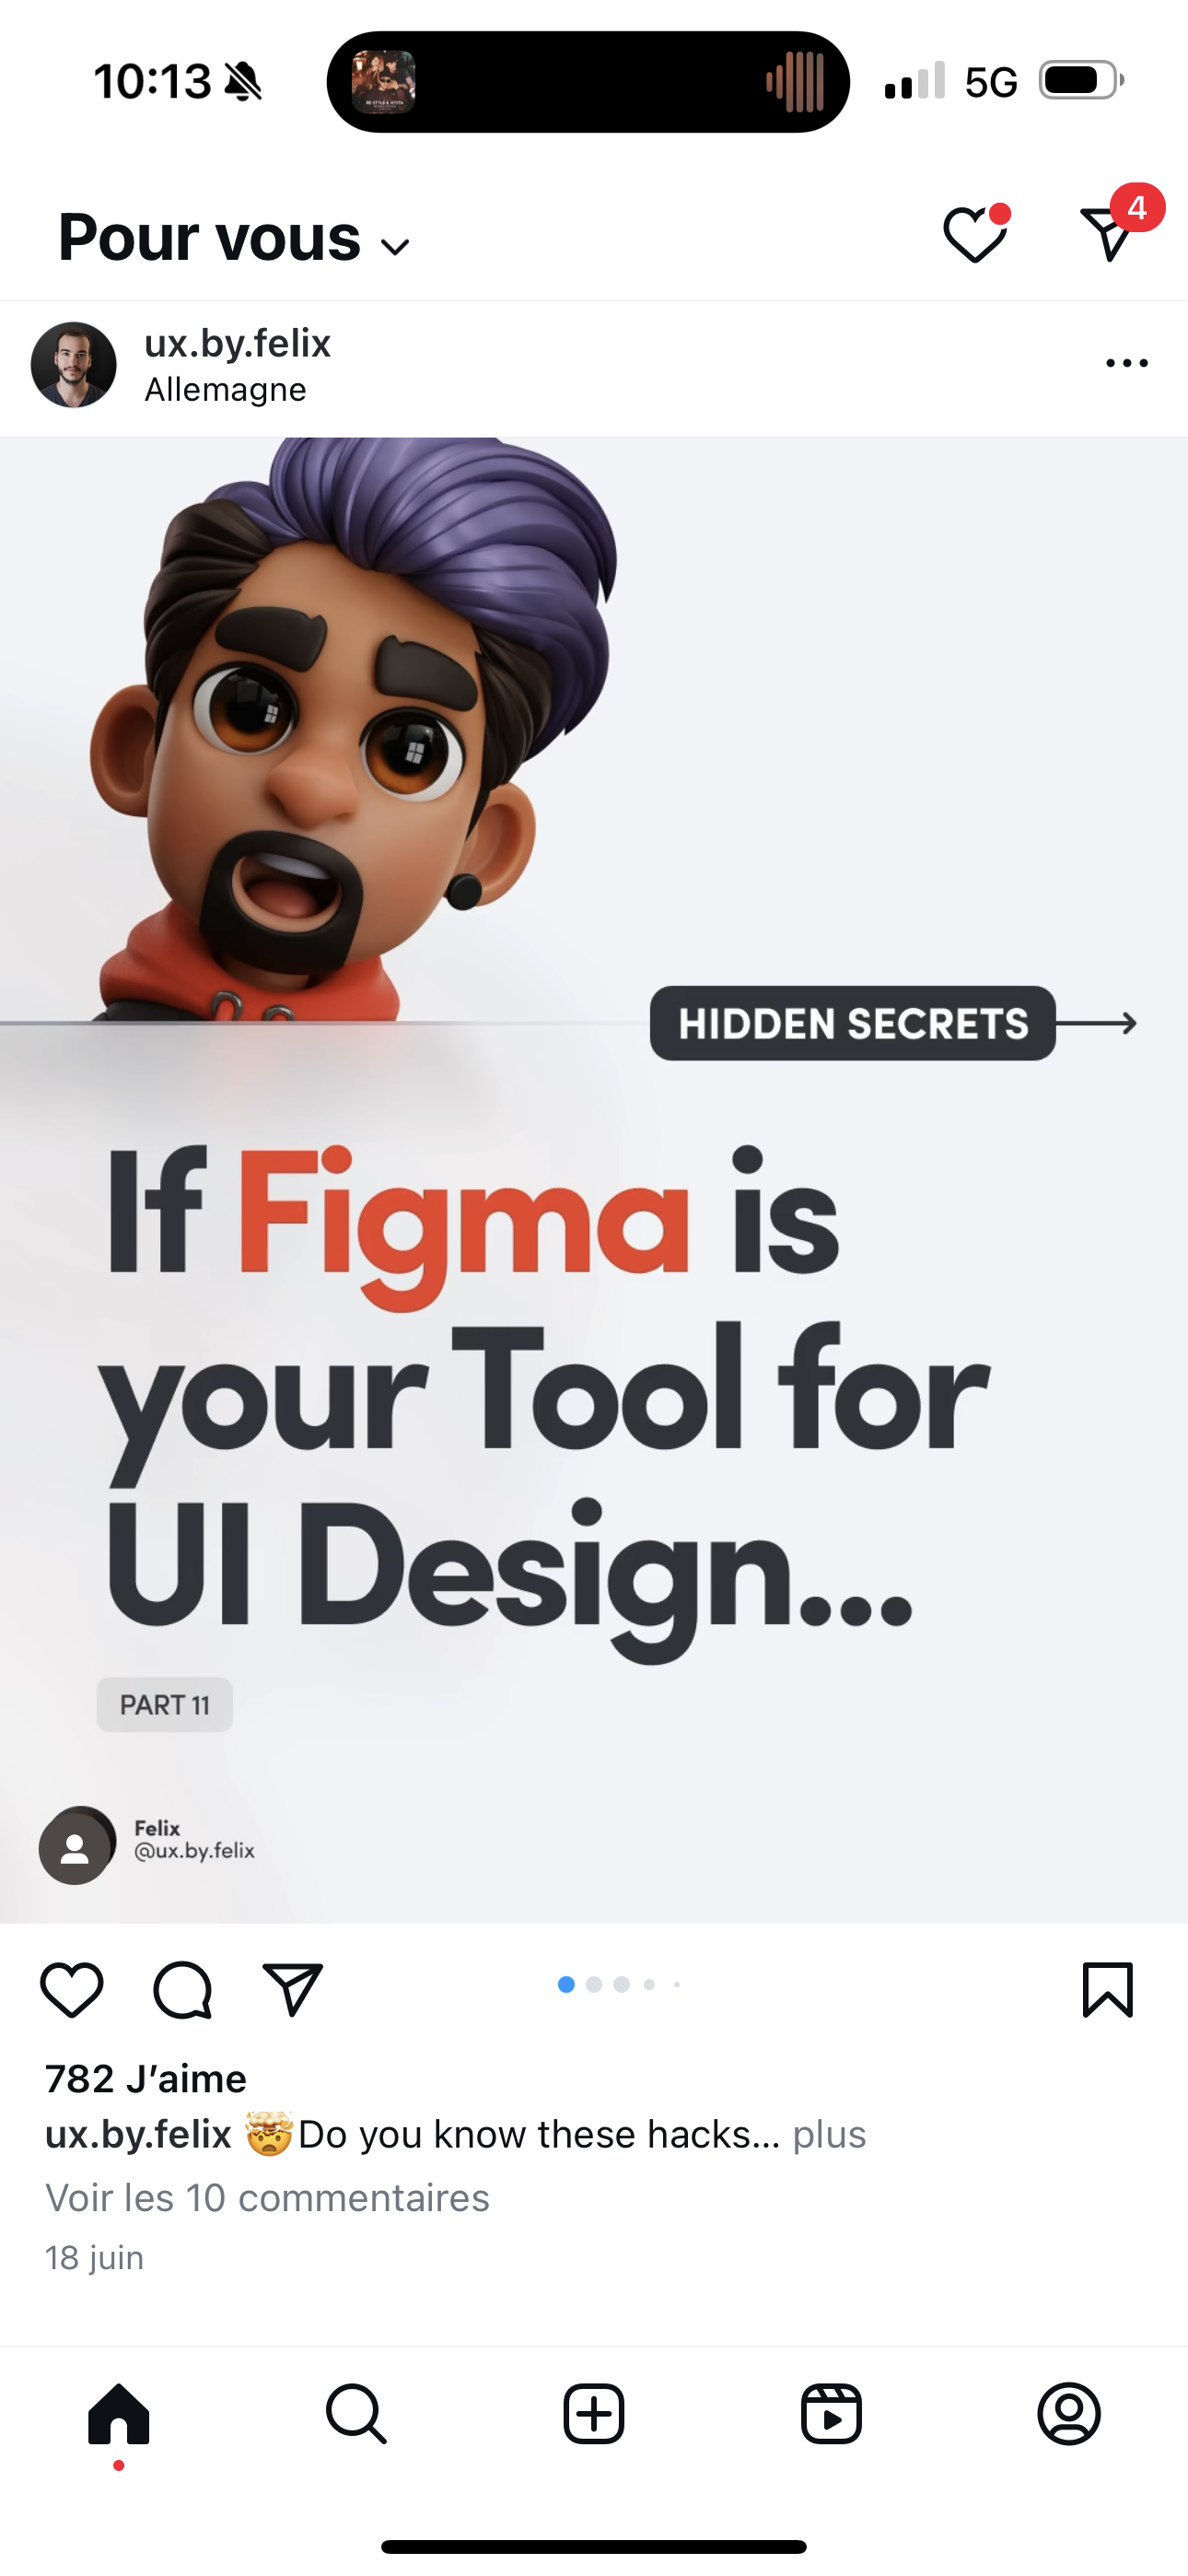 10:13
5G
Pour vous
4
ux.by.felix
Allemagne
HIDDEN SECRETS
If Figma is
your Tool for
UI Design...
PART 11
Felix
@ux.by.felix
782 J’aime
ux.by.felix 🤯Do you know these hacks... plus
Voir les 10 commentaires
18 juin